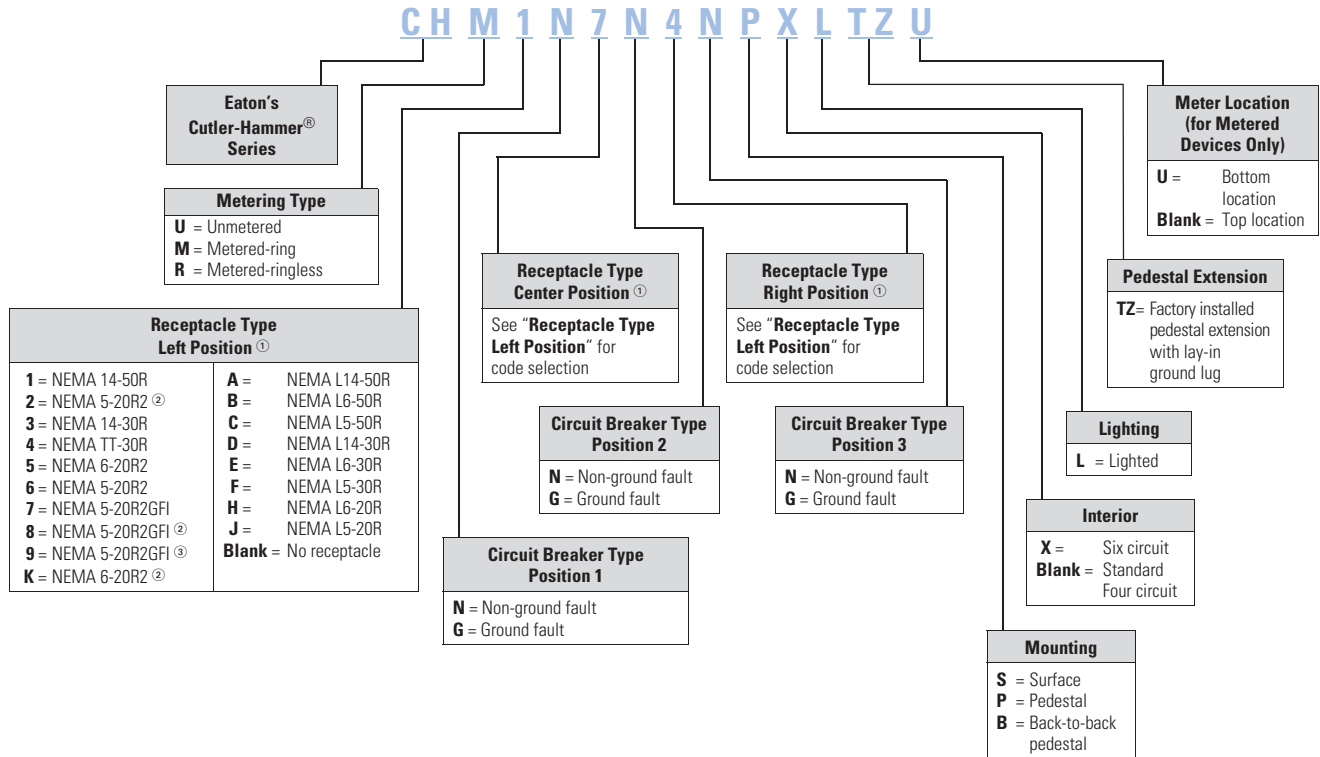 CHM1N7N4NPXLTZU
Eaton's
Cutler-Hammer®
Series
Metering Type
U = Unmetered
M = Metered-ring
R = Metered-ringless
Receptacle Type
Left Position ①
1 = NEMA 14-50R
2 = NEMA 5-20R2 ②
3 = NEMA 14-30R
4 = NEMA TT-30R
5 = NEMA 6-20R2
6 = NEMA 5-20R2
7 = NEMA 5-20R2GFI
8 = NEMA 5-20R2GFI ②
9 = NEMA 5-20R2GFI ③
K = NEMA 6-20R2 ②
A = NEMA L14-50R
B = NEMA L6-50R
C = NEMA L5-50R
D = NEMA L14-30R
E = NEMA L6-30R
F = NEMA L5-30R
H = NEMA L6-20R
J = NEMA L5-20R
Blank = No receptacle
Circuit Breaker Type
Position 1
N = Non-ground fault
G = Ground fault
Receptacle Type
Center Position ①
See "Receptacle Type
Left Position" for
code selection
Circuit Breaker Type
Position 2
N = Non-ground fault
G = Ground fault
Receptacle Type
Right Position ①
See "Receptacle Type
Left Position" for
code selection
Circuit Breaker Type
Position 3
N = Non-ground fault
G = Ground fault
Mounting
S = Surface
P = Pedestal
B = Back-to-back
pedestal
Interior
X = Six circuit
Blank = Standard
Four circuit
Lighting
L = Lighted
Pedestal Extension
TZ= Factory installed
pedestal extension
with lay-in
ground lug
Meter Location
(for Metered
Devices Only)
U = Bottom
location
Blank = Top location